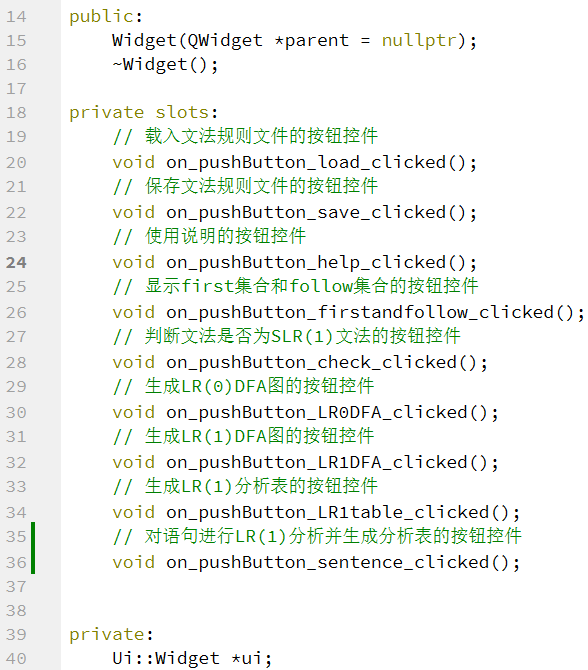 14 public:
15 Widget(QWidget *parent = nullptr);
16 ~Widget();
17
18 private slots:
19 // 载入文法规则文件的按钮控件
20 void on_pushButton_load_clicked();
21 // 保存文法规则文件的按钮控件
22 void on_pushButton_save_clicked();
23 // 使用说明的按钮控件
24 void on_pushButton_help_clicked();
25 // 显示first集合和follow集合的按钮控件
26 void on_pushButton_firstandfollow_clicked();
27 // 判断文法是否为SLR(1)文法的按钮控件
28 void on_pushButton_check_clicked();
29 // 生成LR(0)DFA图的按钮控件
30 void on_pushButton_LR0DFA_clicked();
31 // 生成LR(1)DFA图的按钮控件
32 void on_pushButton_LR1DFA_clicked();
33 // 生成LR(1)分析表的按钮控件
34 void on_pushButton_LR1table_clicked();
35 // 对语句进行LR(1)分析并生成分析表的按钮控件
36 void on_pushButton_sentence_clicked();
37
38
39 private:
40 Ui::Widget *ui;